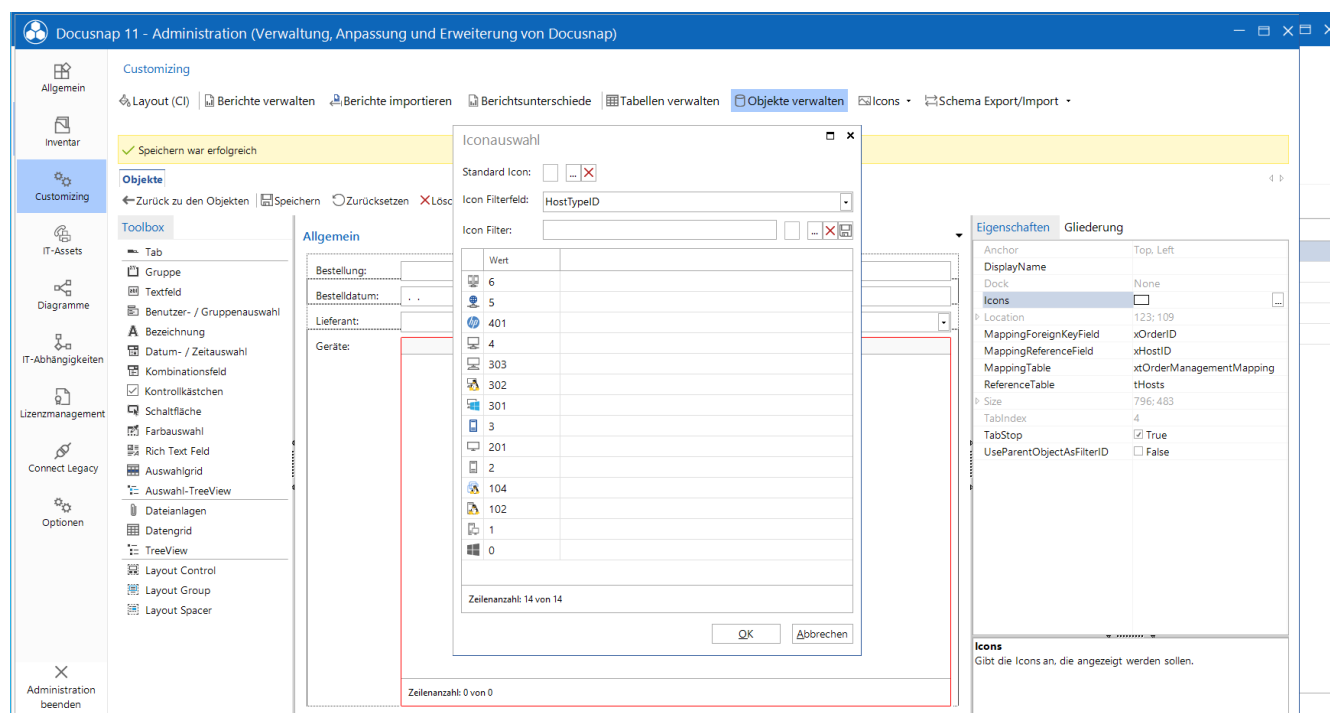 Docusnap 11 - Administration (Verwaltung, Anpassung und Erweiterung von Docusnap)
Allgemein
Inventar
Customizing
IT-Assets
Diagramme
IT-Abhängigkeiten
Lizenzmanagement
Connect Legacy
Optionen
Administration
beenden
Customizing
Layout (CI) Berichte verwalten Berichte importieren Berichtsunterschiede Tabellen verwalten Objekte verwalten Icons Schema Export/Import
Speichern war erfolgreich
Objekte
Zurück zu den Objekten Speichern Zurücksetzen Lösc
Toolbox
Tab
Gruppe
Textfeld
Benutzer- / Gruppenauswahl
Bezeichnung
Datum- / Zeitauswahl
Kombinationsfeld
Kontrollkästchen
Schaltfläche
Farbauswahl
Rich Text Feld
Auswahlgrid
Auswahl-TreeView
Dateianlagen
Datengrid
TreeView
Layout Control
Layout Group
Layout Spacer
Allgemein
Bestellung:
Bestelldatum: . .
Lieferant:
Geräte:
Zeilenanzahl: 0 von 0
Iconauswahl
Standard Icon: ...
Icon Filterfeld: HostTypeID
Icon Filter: ...
Wert
6
5
401
4
303
302
301
3
201
2
104
102
1
0
Zeilenanzahl: 14 von 14
OK Abbrechen
Eigenschaften Gliederung
Anchor Top, Left
DisplayName
Dock None
Icons ...
Location 123; 109
MappingForeignKeyField xOrderID
MappingReferenceField xHostID
MappingTable xtOrderManagementMapping
ReferenceTable tHosts
Size 796; 483
TabIndex 4
TabStop True
UseParentObjectAsFilterID False
Icons
Gibt die Icons an, die angezeigt werden sollen.